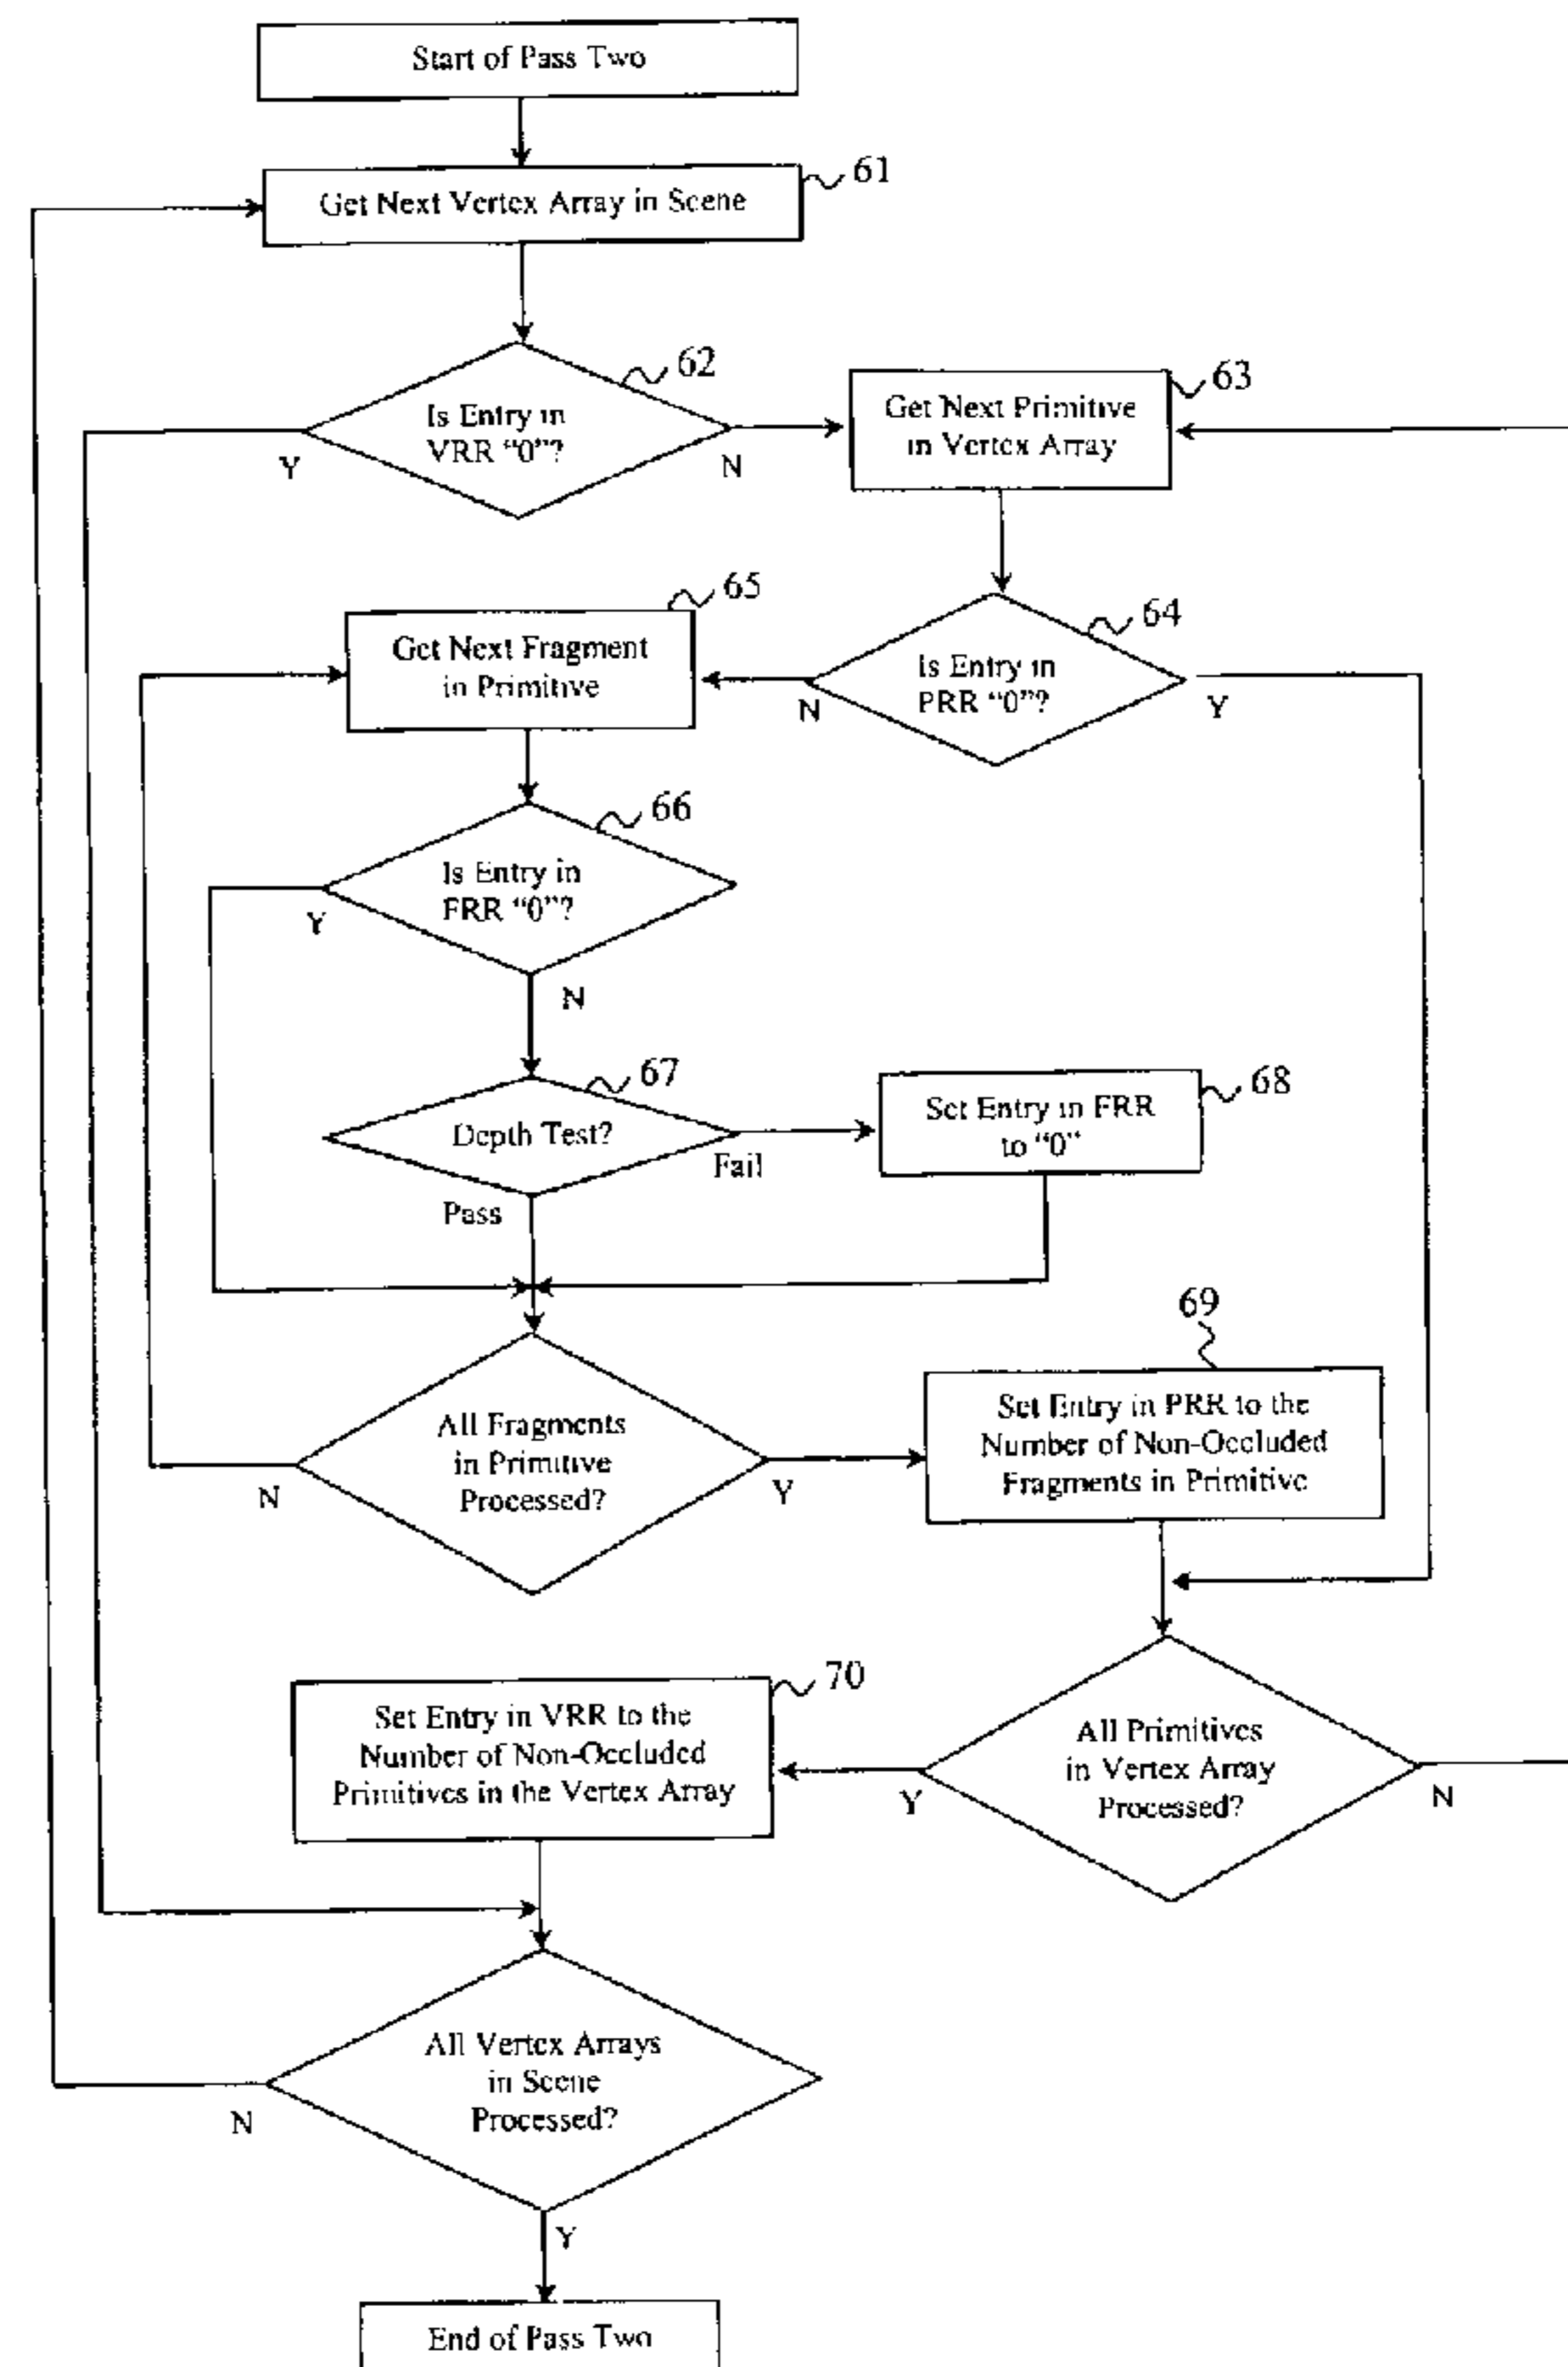 Start of Pass Two
61
Get Next Vertex Array in Scene
62
Is Entry in
VRR “0”?
Y
N
63
Get Next Primitive
in Vertex Array
64
Is Entry in
PRR “0”?
N
Y
65
Get Next Fragment
in Primitive
66
Is Entry in
FRR “0”?
Y
N
67
Depth Test?
Fail
Pass
68
Set Entry in FRR
to “0”
All Fragments
in Primitive
Processed?
N
Y
69
Set Entry in PRR to the
Number of Non-Occluded
Fragments in Primitive
All Primitives
in Vertex Array
Processed?
Y
N
70
Set Entry in VRR to the
Number of Non-Occluded
Primitives in the Vertex Array
All Vertex Arrays
in Scene
Processed?
N
Y
End of Pass Two